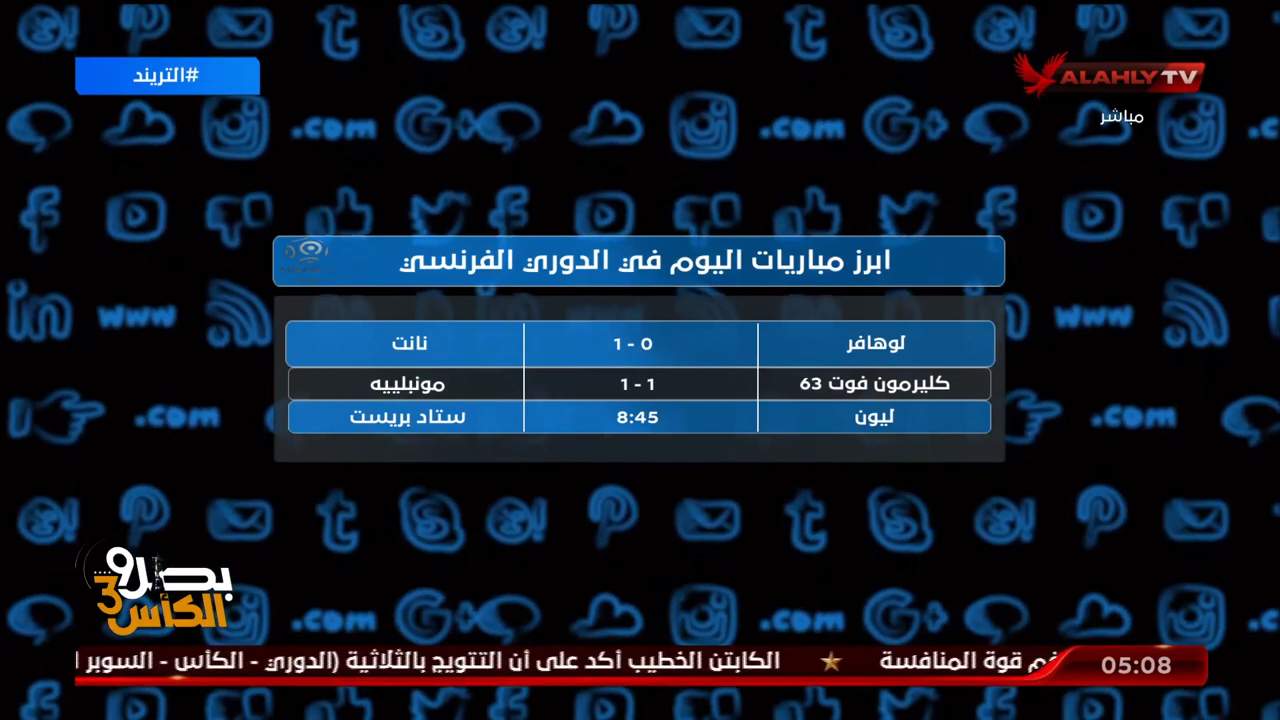 #التريند
ALAHLY TV
مباشر
ابرز مباريات اليوم في الدوري الفرنسي
لوهافر 0 - 1 نانت
كليرمون فوت 63 1 - 1 مونبلييه
ليون 8:45 ستاد بريست
الكأس 3
05:08 قوة المنافسة الكابتن الخطيب أكد على أن التتويج بالثلاثية (الدوري - الكأس - السوبر